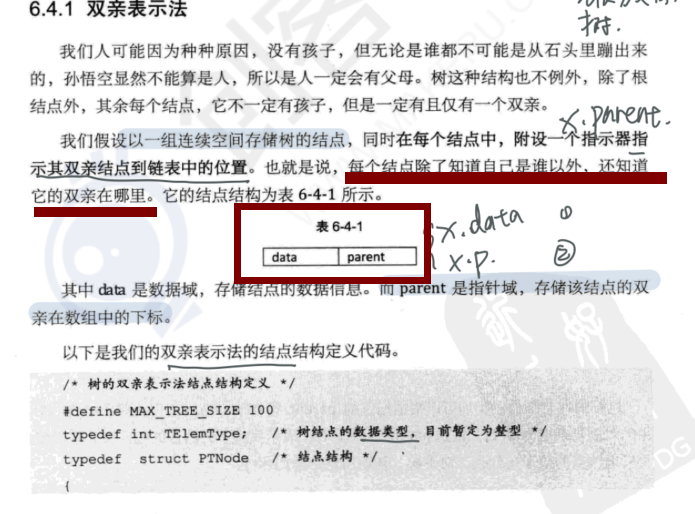 6.4.1 双亲表示法
树.
我们人可能因为种种原因，没有孩子，但无论是谁都不可能是从石头里蹦出来
的，孙悟空显然不能算是人，所以是人一定会有父母。树这种结构也不例外，除了根
结点外，其余每个结点，它不一定有孩子，但是一定有且仅有一个双亲。
x.parent.
我们假设以一组连续空间存储树的结点，同时在每个结点中，附设一个指示器指
示其双亲结点到链表中的位置。也就是说，每个结点除了知道自己是谁以外，还知道
它的双亲在哪里。它的结点结构为表 6-4-1 所示。
表 6-4-1
x.data ①
data parent
x.p. ②
其中 data 是数据域，存储结点的数据信息。而 parent 是指针域，存储该结点的双
亲在数组中的下标。
以下是我们的双亲表示法的结点结构定义代码。
/* 树的双亲表示法结点结构定义 */
#define MAX_TREE_SIZE 100
typedef int TElemType; /* 树结点的数据类型，目前暂定为整型 */
typedef struct PTNode /* 结点结构 */
{